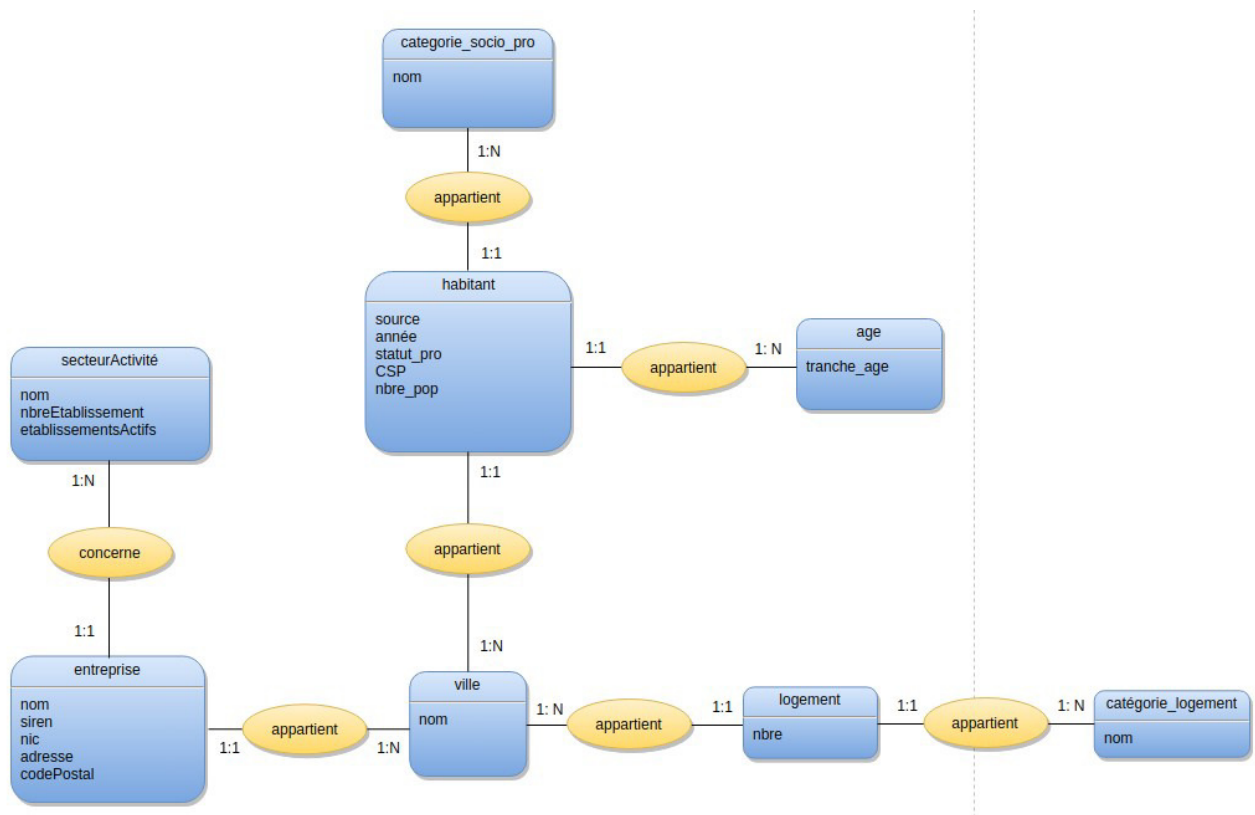 categorie_socio_pro
nom
1:N
appartient
1:1
habitant
source
année
statut_pro
CSP
nbre_pop
1:1
appartient
1: N
age
tranche_age
secteurActivité
nom
nbreEtablissement
etablissementsActifs
1:N
concerne
1:1
1:1
appartient
1:N
entreprise
nom
siren
nic
adresse
codePostal
1:1
appartient
1:N
ville
nom
1: N
appartient
1:1
logement
nbre
1:1
appartient
1: N
catégorie_logement
nom